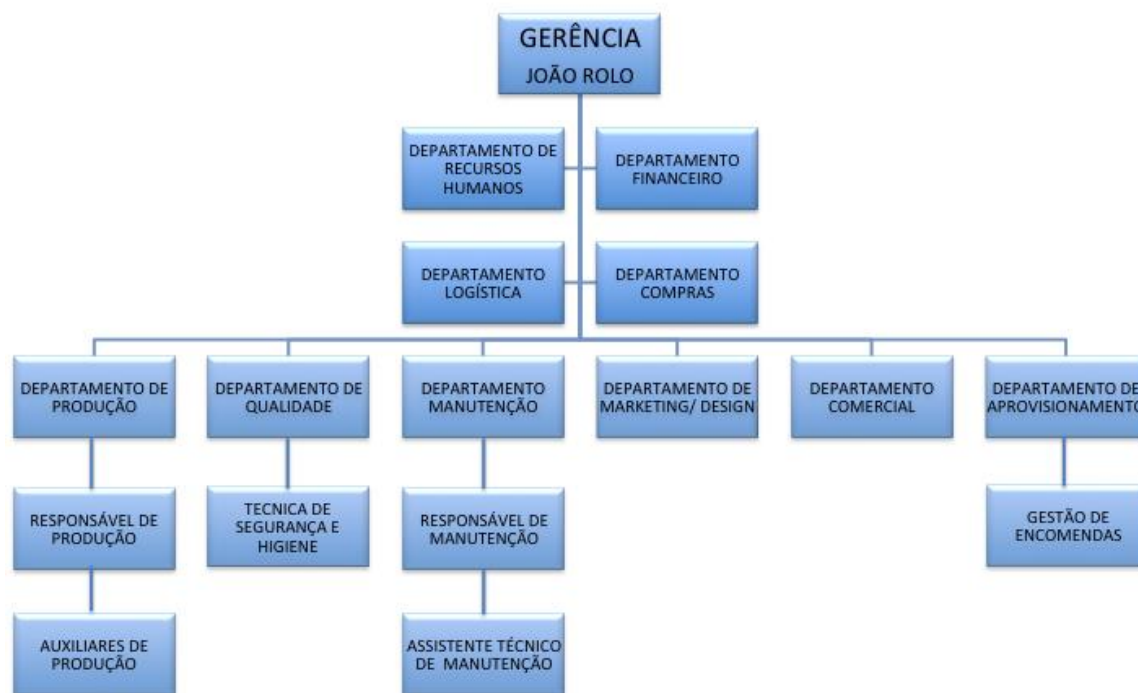 GERÊNCIA
JOÃO ROLO
DEPARTAMENTO DE
RECURSOS
HUMANOS
DEPARTAMENTO
FINANCEIRO
DEPARTAMENTO
LOGÍSTICA
DEPARTAMENTO
COMPRAS
DEPARTAMENTO DE
PRODUÇÃO
DEPARTAMENTO DE
QUALIDADE
DEPARTAMENTO
MANUTENÇÃO
DEPARTAMENTO DE
MARKETING/ DESIGN
DEPARTAMENTO
COMERCIAL
DEPARTAMENTO DE
APROVISIONAMENTO
RESPONSÁVEL DE
PRODUÇÃO
TECNICA DE
SEGURANÇA E
HIGIENE
RESPONSÁVEL DE
MANUTENÇÃO
GESTÃO DE
ENCOMENDAS
AUXILIARES DE
PRODUÇÃO
ASSISTENTE TÉCNICO
DE MANUTENÇÃO